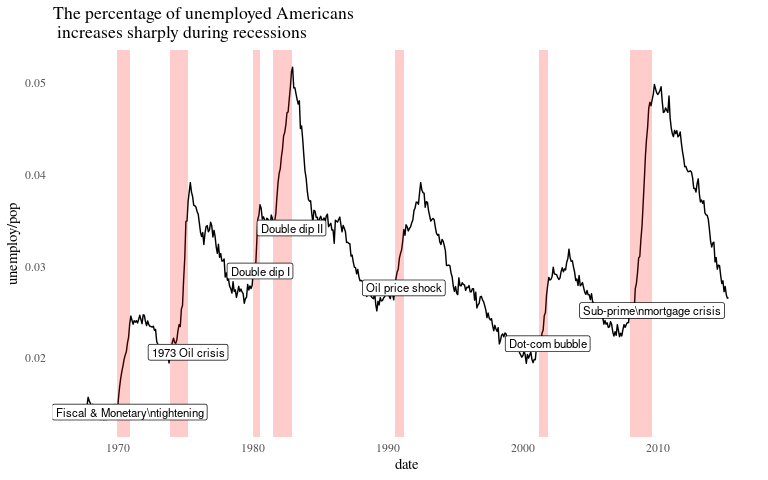 The percentage of unemployed Americans
increases sharply during recessions
0.05
0.04
0.03
0.02
unemploy/pop
Double dip II
Double dip I
Oil price shock
Sub-prime\nmortgage crisis
Dot-com bubble
1973 Oil crisis
Fiscal & Monetary\ntightening
1970
1980
1990
2000
2010
date